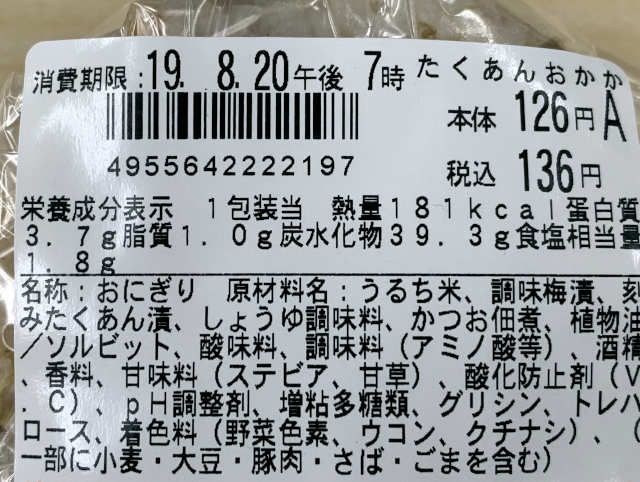 消費期限:19. 8.20午後 7時 たくあんおかか
本体 126円 A
4955642222197
税込 136円
栄養成分表示 1包装当 熱量181kcal蛋白質
3.7g脂質1.0g炭水化物39.3g食塩相当量
1.8g
名称:おにぎり 原材料名:うるち米、調味梅漬、刻
みたくあん漬、しょうゆ調味料、かつお佃煮、植物油
/ソルビット、酸味料、調味料(アミノ酸等)、酒精
、香料、甘味料(ステビア、甘草)、酸化防止剤(V
.C)、pH調整剤、増粘多糖類、グリシン、トレハ
ロース、着色料(野菜色素、ウコン、クチナシ)、(
一部に小麦・大豆・豚肉・さば・ごまを含む)